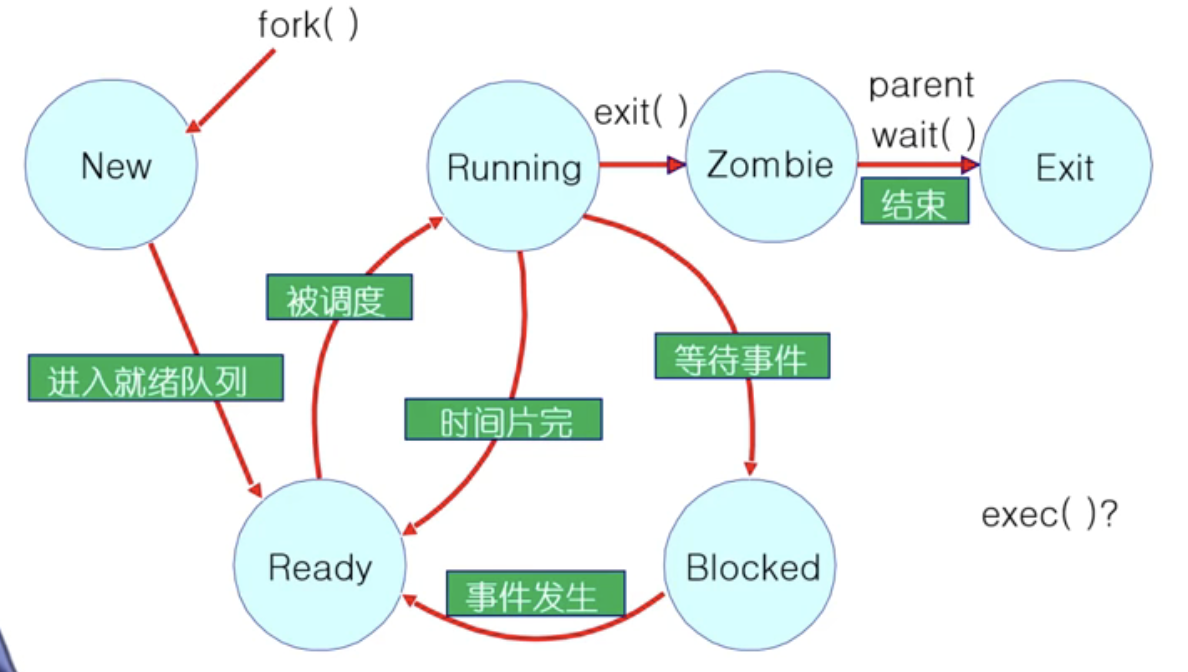 fork( )
New
Running
exit( )
Zombie
parent
wait( )
Exit
结束
被调度
进入就绪队列
时间片完
等待事件
Ready
事件发生
Blocked
exec( )?